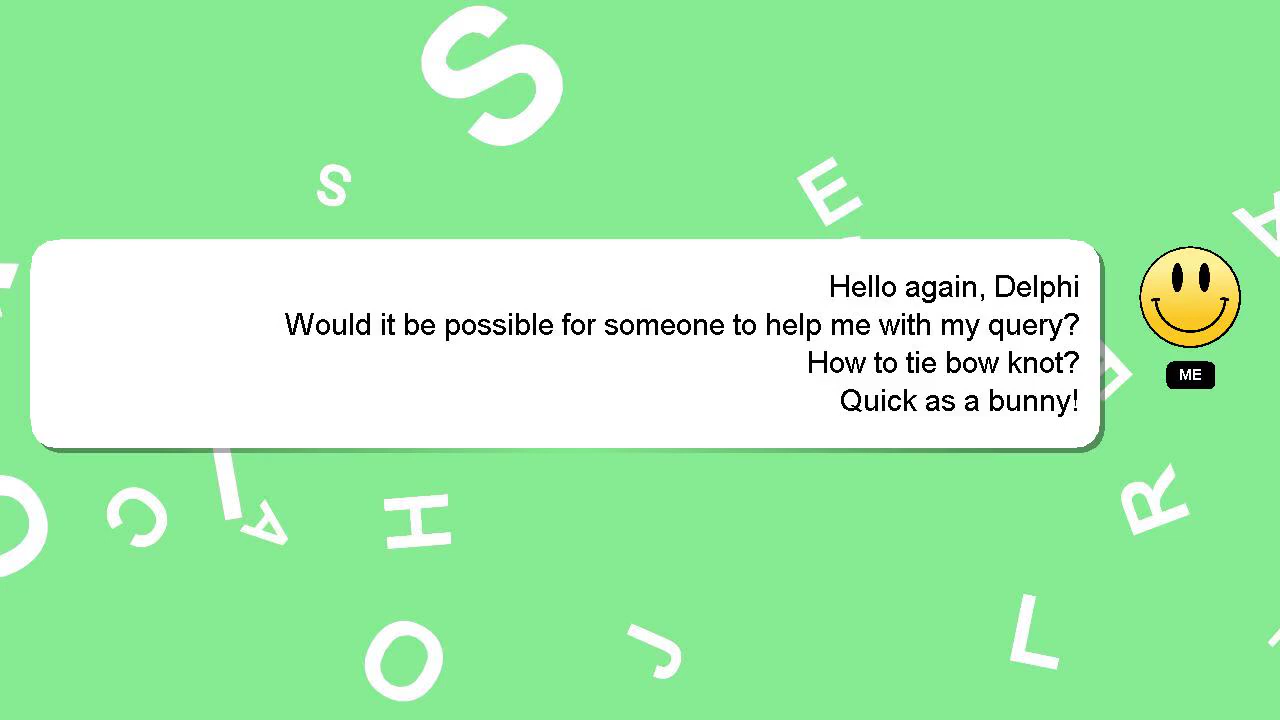 Hello again, Delphi
Would it be possible for someone to help me with my query?
How to tie bow knot?
Quick as a bunny!
ME
S
S
E
A
E
C
A
H
R
O
J
L
O